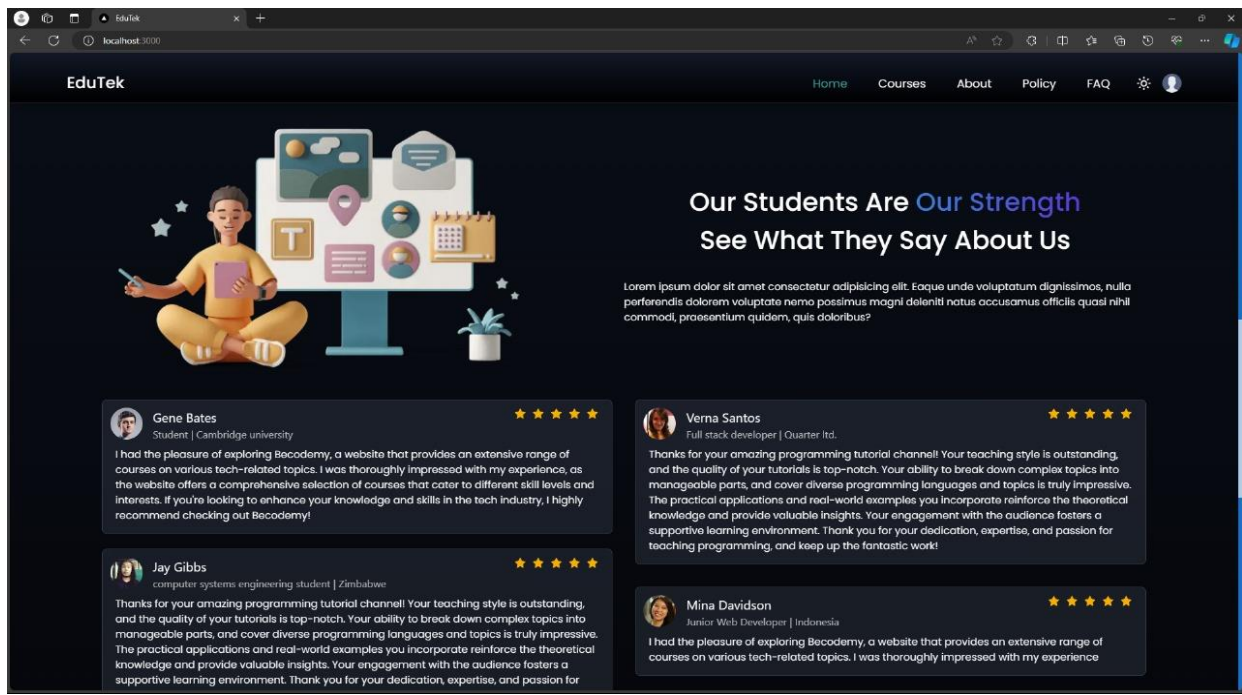 EduTek
localhost:3000
EduTek
Home Courses About Policy FAQ
T
Our Students Are Our Strength
See What They Say About Us
Lorem ipsum dolor sit amet consectetur adipisicing elit. Eaque unde voluptatum dignissimos, nulla
perferendis dolorem voluptate nemo possimus magni deleniti natus accusamus officiis quasi nihil
commodi, praesentium quidem, quis doloribus?
Gene Bates
Student | Cambridge university
I had the pleasure of exploring Becodemy, a website that provides an extensive range of
courses on various tech-related topics. I was thoroughly impressed with my experience, as
the website offers a comprehensive selection of courses that cater to different skill levels and
interests. If you're looking to enhance your knowledge and skills in the tech industry, I highly
recommend checking out Becodemy!
Jay Gibbs
computer systems engineering student | Zimbabwe
Thanks for your amazing programming tutorial channel! Your teaching style is outstanding,
and the quality of your tutorials is top-notch. Your ability to break down complex topics into
manageable parts, and cover diverse programming languages and topics is truly impressive.
The practical applications and real-world examples you incorporate reinforce the theoretical
knowledge and provide valuable insights. Your engagement with the audience fosters a
supportive learning environment. Thank you for your dedication, expertise, and passion for
Verna Santos
Full stack developer | Quarter ltd.
Thanks for your amazing programming tutorial channel! Your teaching style is outstanding,
and the quality of your tutorials is top-notch. Your ability to break down complex topics into
manageable parts, and cover diverse programming languages and topics is truly impressive.
The practical applications and real-world examples you incorporate reinforce the theoretical
knowledge and provide valuable insights. Your engagement with the audience fosters a
supportive learning environment. Thank you for your dedication, expertise, and passion for
teaching programming, and keep up the fantastic work!
Mina Davidson
Junior Web Developer | Indonesia
I had the pleasure of exploring Becodemy, a website that provides an extensive range of
courses on various tech-related topics. I was thoroughly impressed with my experience